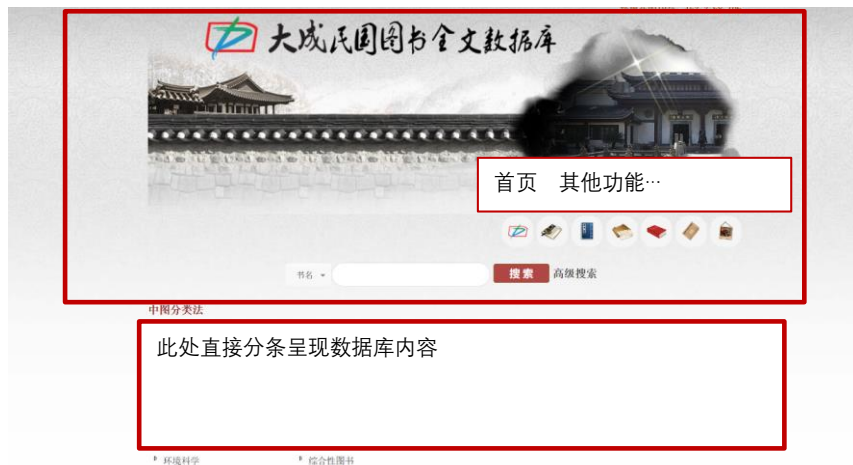 大成民国图书全文数据库
首页 其他功能…
书名
搜索 高级搜索
中图分类法
此处直接分条呈现数据库内容
环境科学 综合性图书